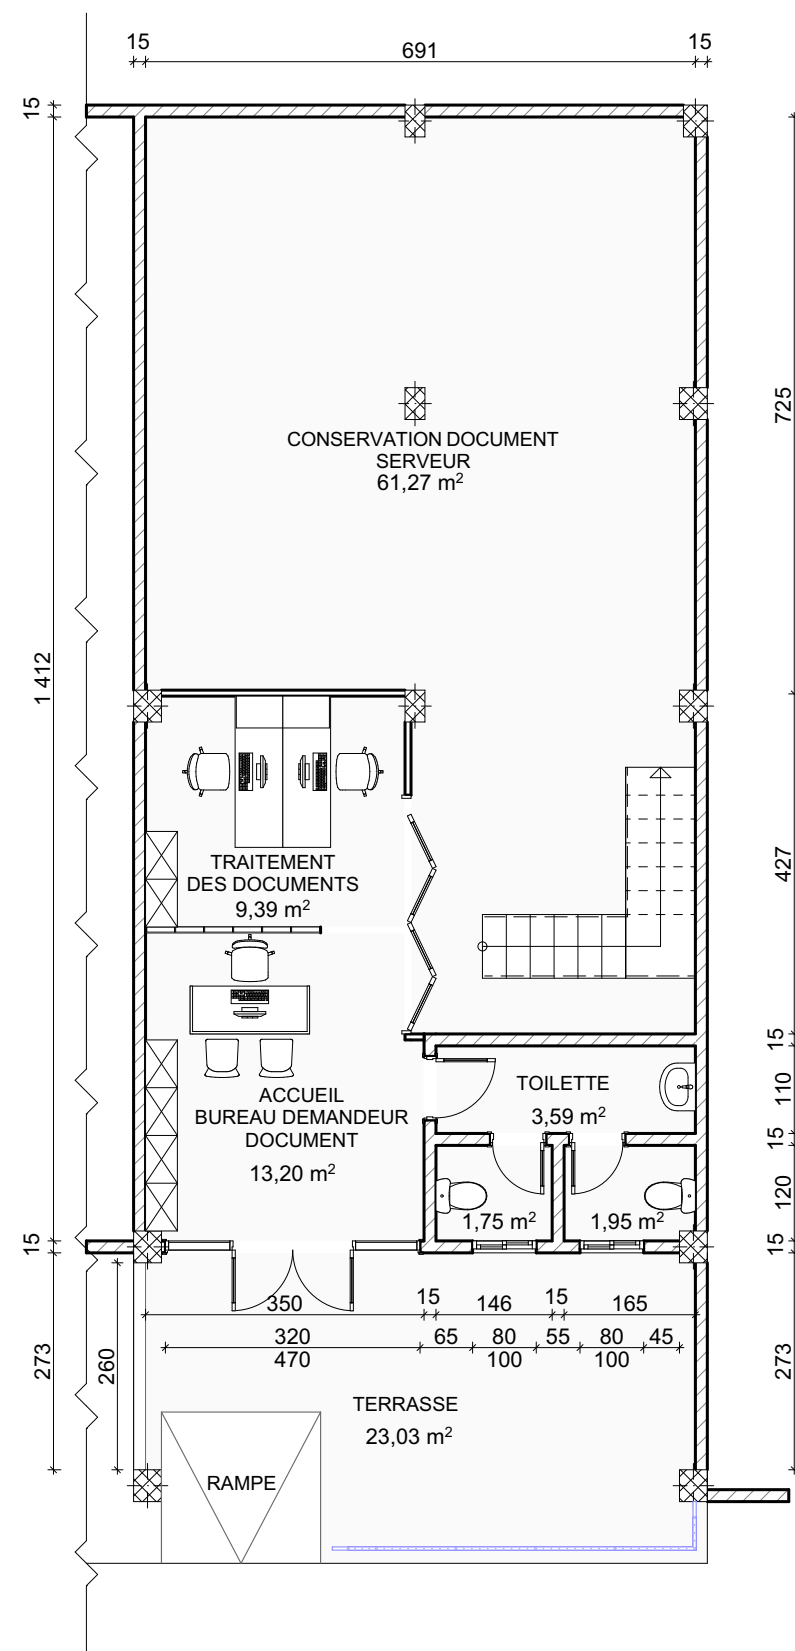 15
691
15
15
725
CONSERVATION DOCUMENT
SERVEUR
61,27 m²
1 412
427
TRAITEMENT
DES DOCUMENTS
9,39 m²
15
110
TOILETTE
3,59 m²
ACCUEIL
BUREAU DEMANDEUR
DOCUMENT
13,20 m²
15
120
1,75 m²
1,95 m²
15
15
350
15
146
15
165
320
65
80
55
80
45
470
100
100
273
260
273
TERRASSE
23,03 m²
RAMPE